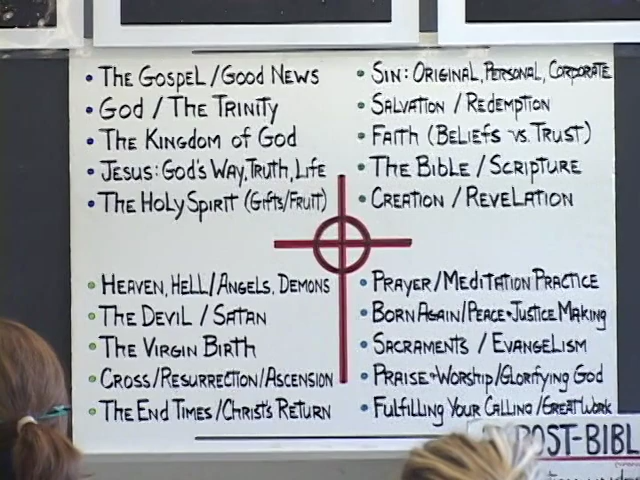 • The Gospel / Good News
• God / The Trinity
• The Kingdom of God
• Jesus: God's Way, Truth, Life
• The Holy Spirit (Gifts/Fruit)
• Sin: Original, Personal, Corporate
• Salvation / Redemption
• Faith (Beliefs vs. Trust)
• The Bible / Scripture
• Creation / Revelation
• Heaven, Hell / Angels, Demons
• The Devil / Satan
• The Virgin Birth
• Cross/Resurrection/Ascension
• The End Times / Christ's Return
• Prayer/Meditation Practice
• Born Again/Peace + Justice Making
• Sacraments / Evangelism
• Praise + Worship/Glorifying God
• Fulfilling Your Calling / Great Work
POST-BIBL